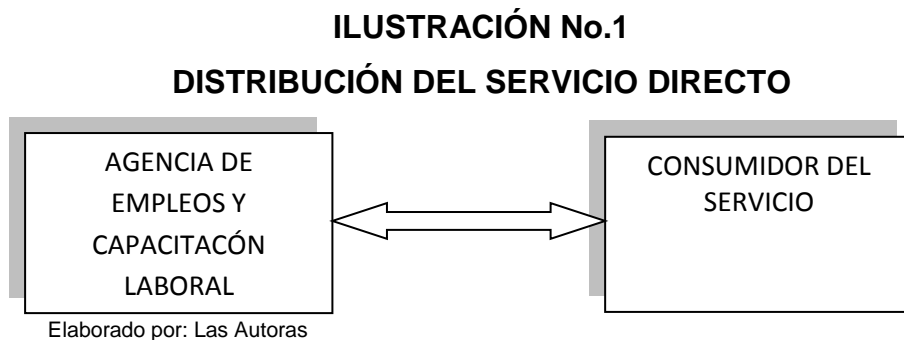 ILUSTRACIÓN No.1
DISTRIBUCIÓN DEL SERVICIO DIRECTO
AGENCIA DE
EMPLEOS Y
CAPACITACÓN
LABORAL
CONSUMIDOR DEL
SERVICIO
Elaborado por: Las Autoras